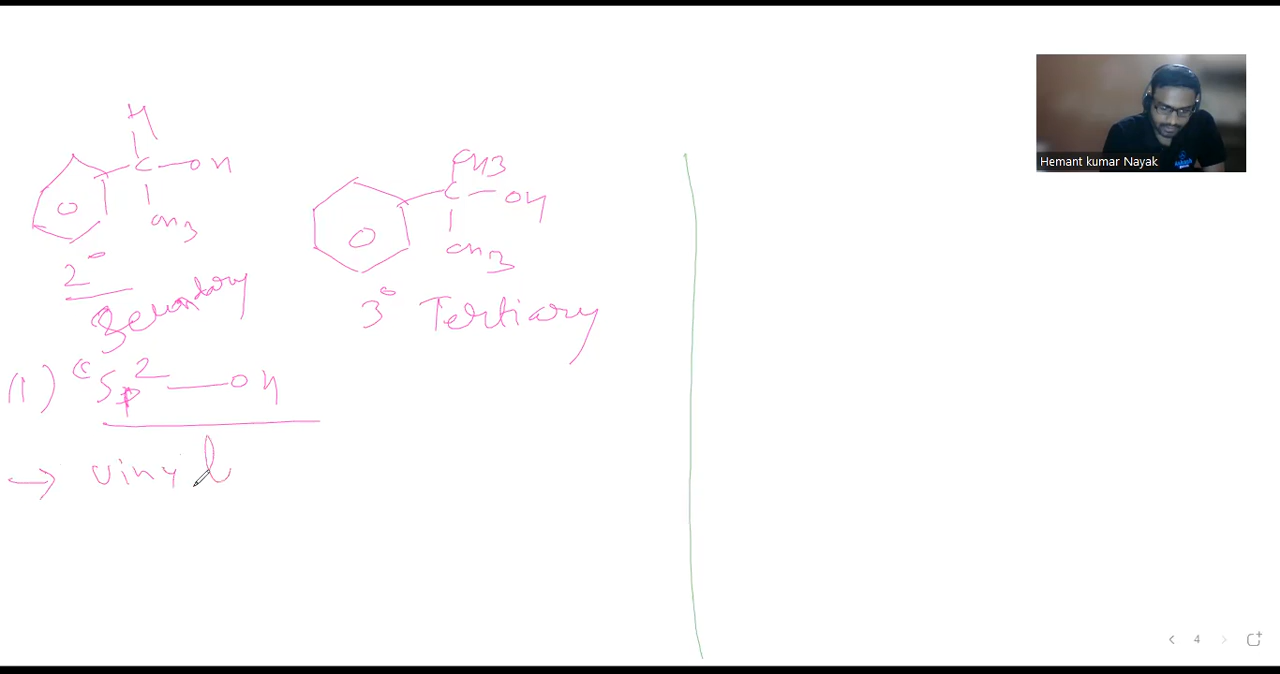 H
C—OH
CH3
2°
Secondary
CH3
C—OH
CH3
3° Tertiary
(1) Csp2—OH
→ vinyl
Hemant kumar Nayak
4